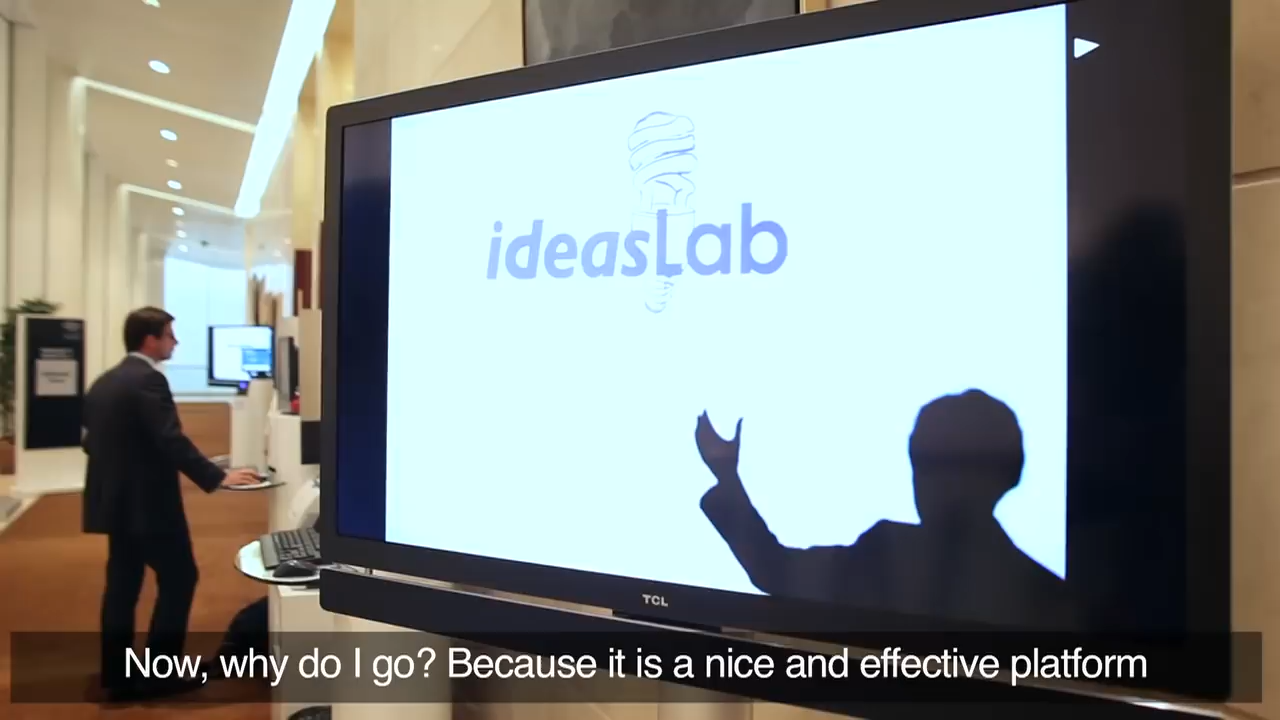 ideasLab
TCL
Now, why do I go? Because it is a nice and effective platform